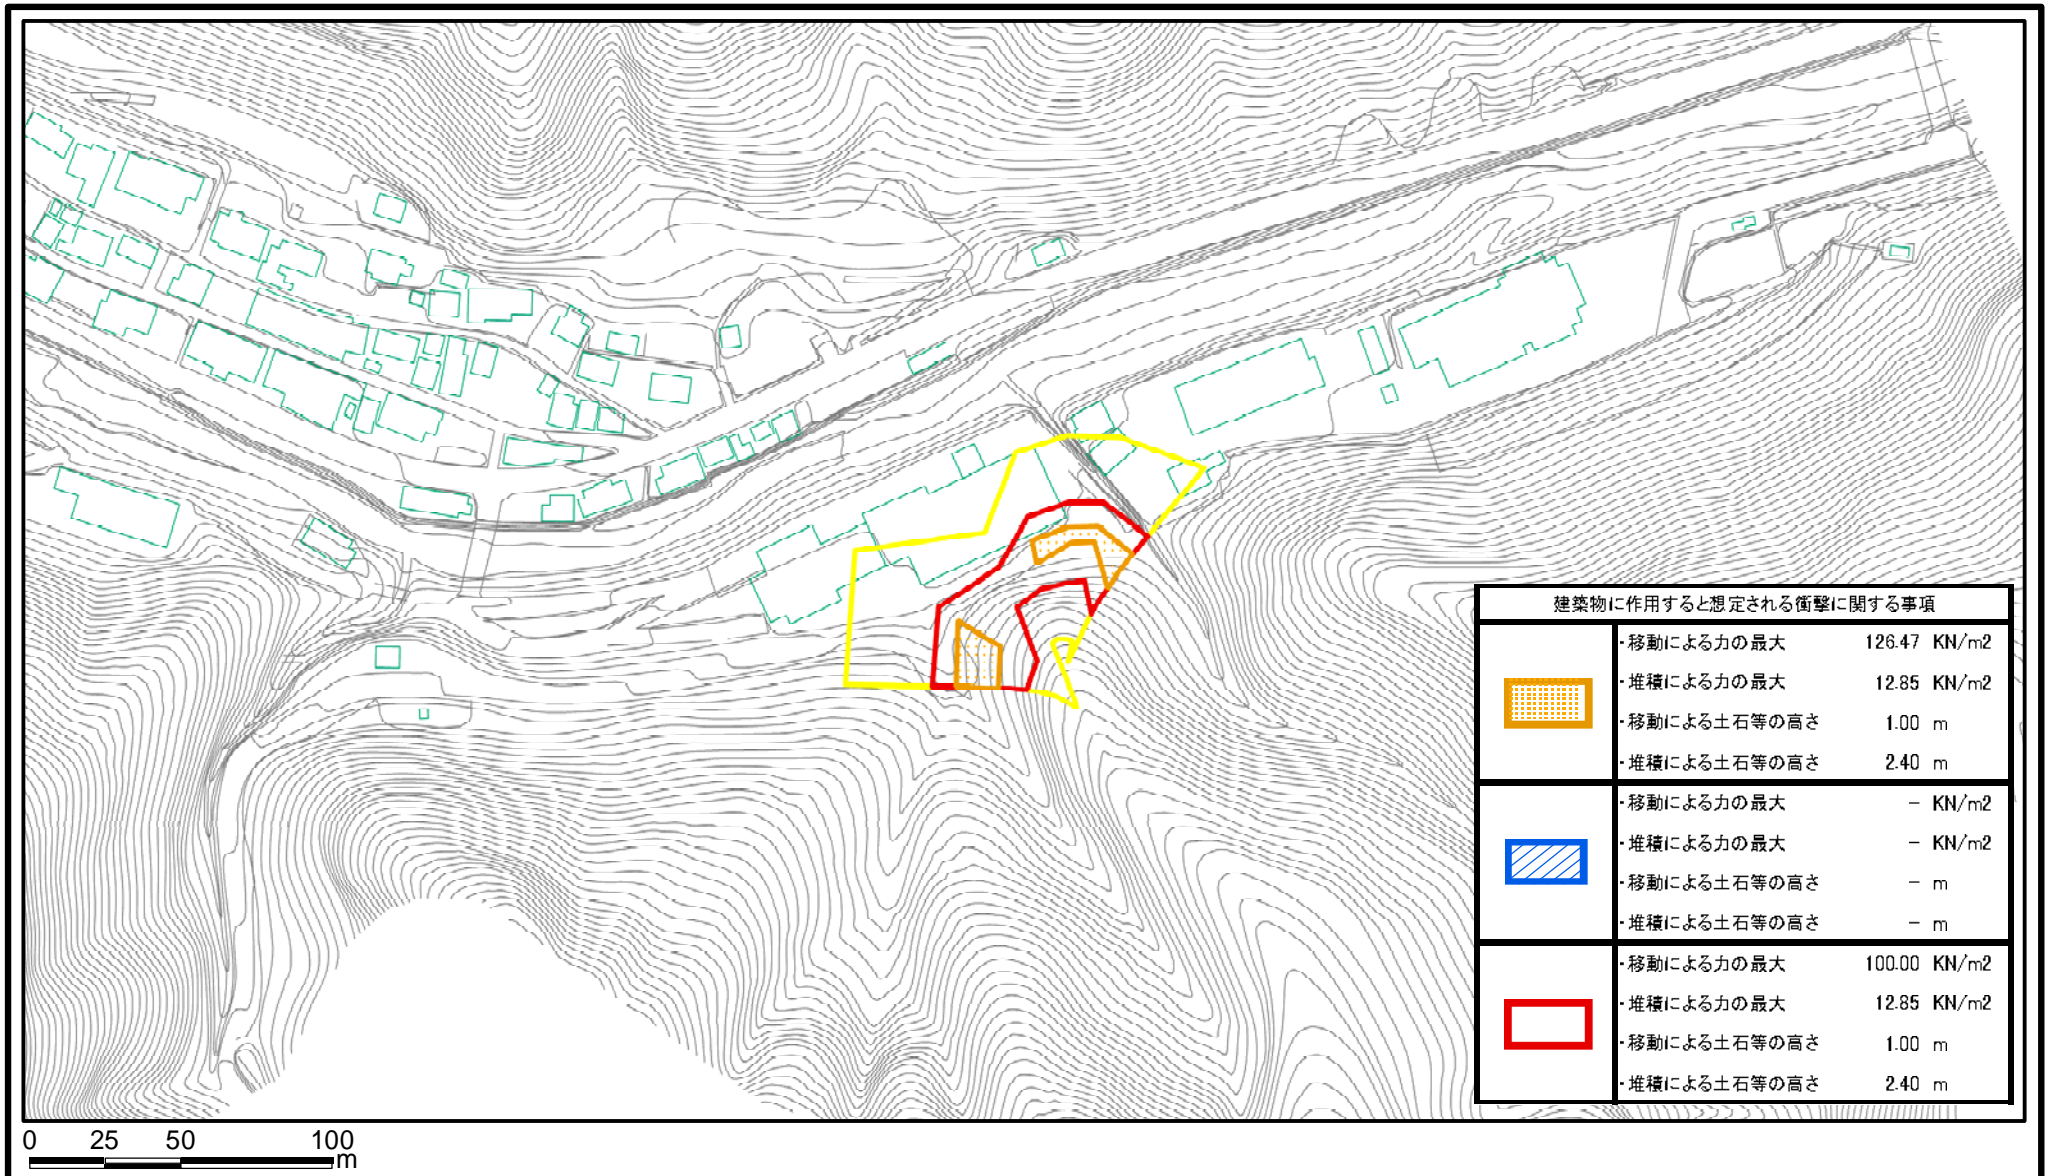 建築物に作用すると想定される衝撃に関する事項
・移動による力の最大 126.47 KN/m2
・堆積による力の最大 12.85 KN/m2
・移動による土石等の高さ 1.00 m
・堆積による土石等の高さ 2.40 m
・移動による力の最大 − KN/m2
・堆積による力の最大 − KN/m2
・移動による土石等の高さ − m
・堆積による土石等の高さ − m
・移動による力の最大 100.00 KN/m2
・堆積による力の最大 12.85 KN/m2
・移動による土石等の高さ 1.00 m
・堆積による土石等の高さ 2.40 m
0 25 50 100
m